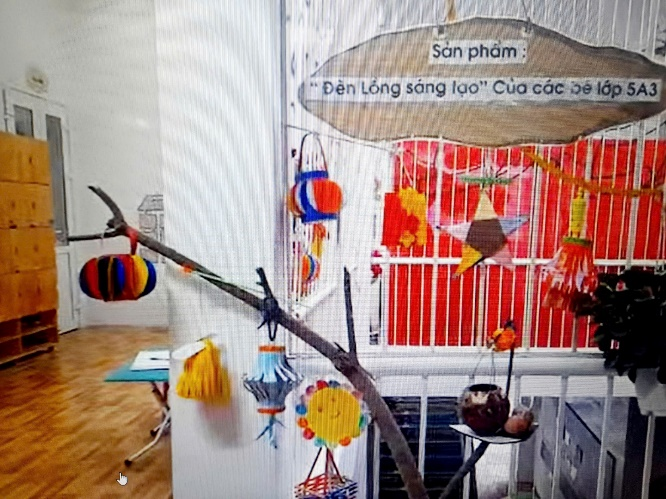 Sản phẩm :
“ Đèn Lồng sáng tạo” Của các bé lớp 5A3